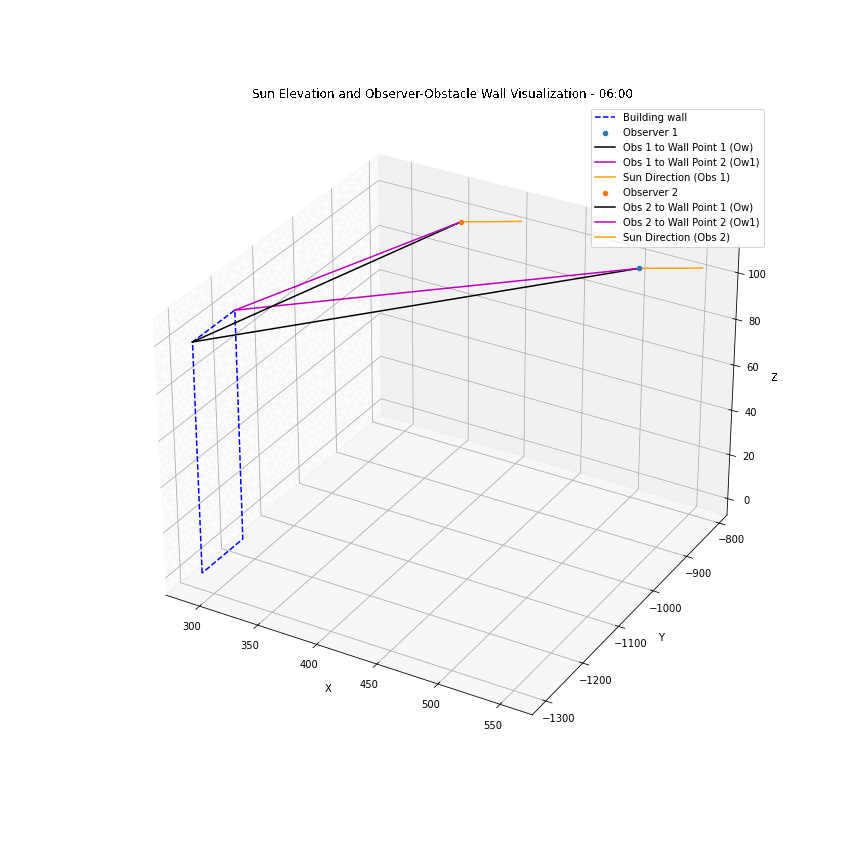 Sun Elevation and Observer-Obstacle Wall Visualization - 06:00
Building wall
Observer 1
Obs 1 to Wall Point 1 (Ow)
Obs 1 to Wall Point 2 (Ow1)
Sun Direction (Obs 1)
Observer 2
Obs 2 to Wall Point 1 (Ow)
Obs 2 to Wall Point 2 (Ow1)
Sun Direction (Obs 2)
100
80
60
Z
40
20
0
−800
−900
−1000
−1100
Y
−1200
−1300
300
350
400
X
450
500
550